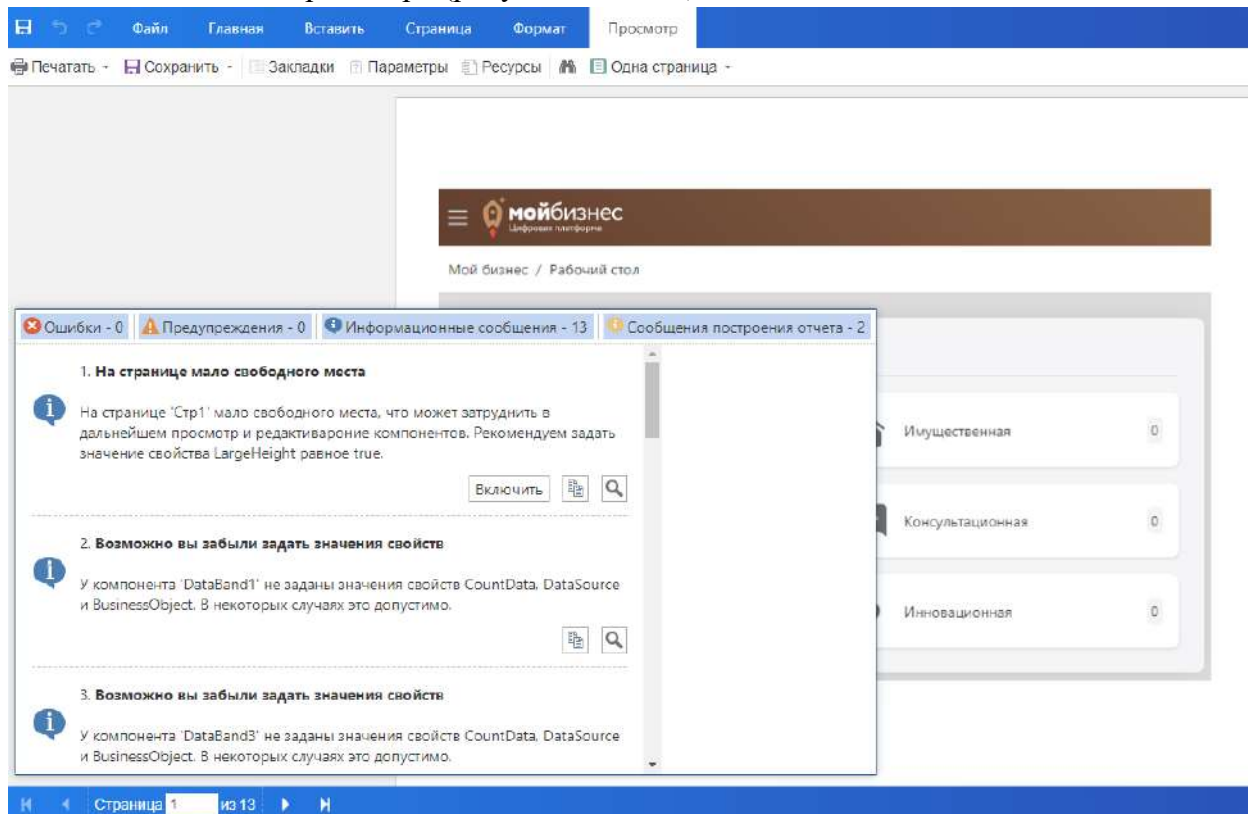 Файл Главная Вставить Страница Формат Просмотр
Печатать Сохранить Закладки Параметры Ресурсы Одна страница
мойбизнес
Цифровая платформа
Мой бизнес / Рабочий стол
Ошибки - 0 Предупреждения - 0 Информационные сообщения - 13 Сообщения построения отчета - 2
1. На странице мало свободного места
На странице 'Стр1' мало свободного места, что может затруднить в
дальнейшем просмотр и редактивароние компонентов. Рекомендуем задать
значение свойства LargeHeight равное true.
Включить
2. Возможно вы забыли задать значения свойств
У компонента 'DataBand1' не заданы значения свойств CountData, DataSource
и BusinessObject. В некоторых случаях это допустимо.
3. Возможно вы забыли задать значения свойств
У компонента 'DataBand3' не заданы значения свойств CountData, DataSource
и BusinessObject. В некоторых случаях это допустимо.
Имущественная 0
Консультационная 0
Инновационная 0
Страница 1 из 13